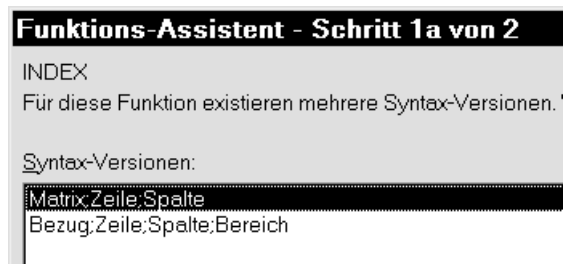 Funktions-Assistent - Schritt 1a von 2
INDEX
Für diese Funktion existieren mehrere Syntax-Versionen.
Syntax-Versionen:
Matrix;Zeile;Spalte
Bezug;Zeile;Spalte;Bereich